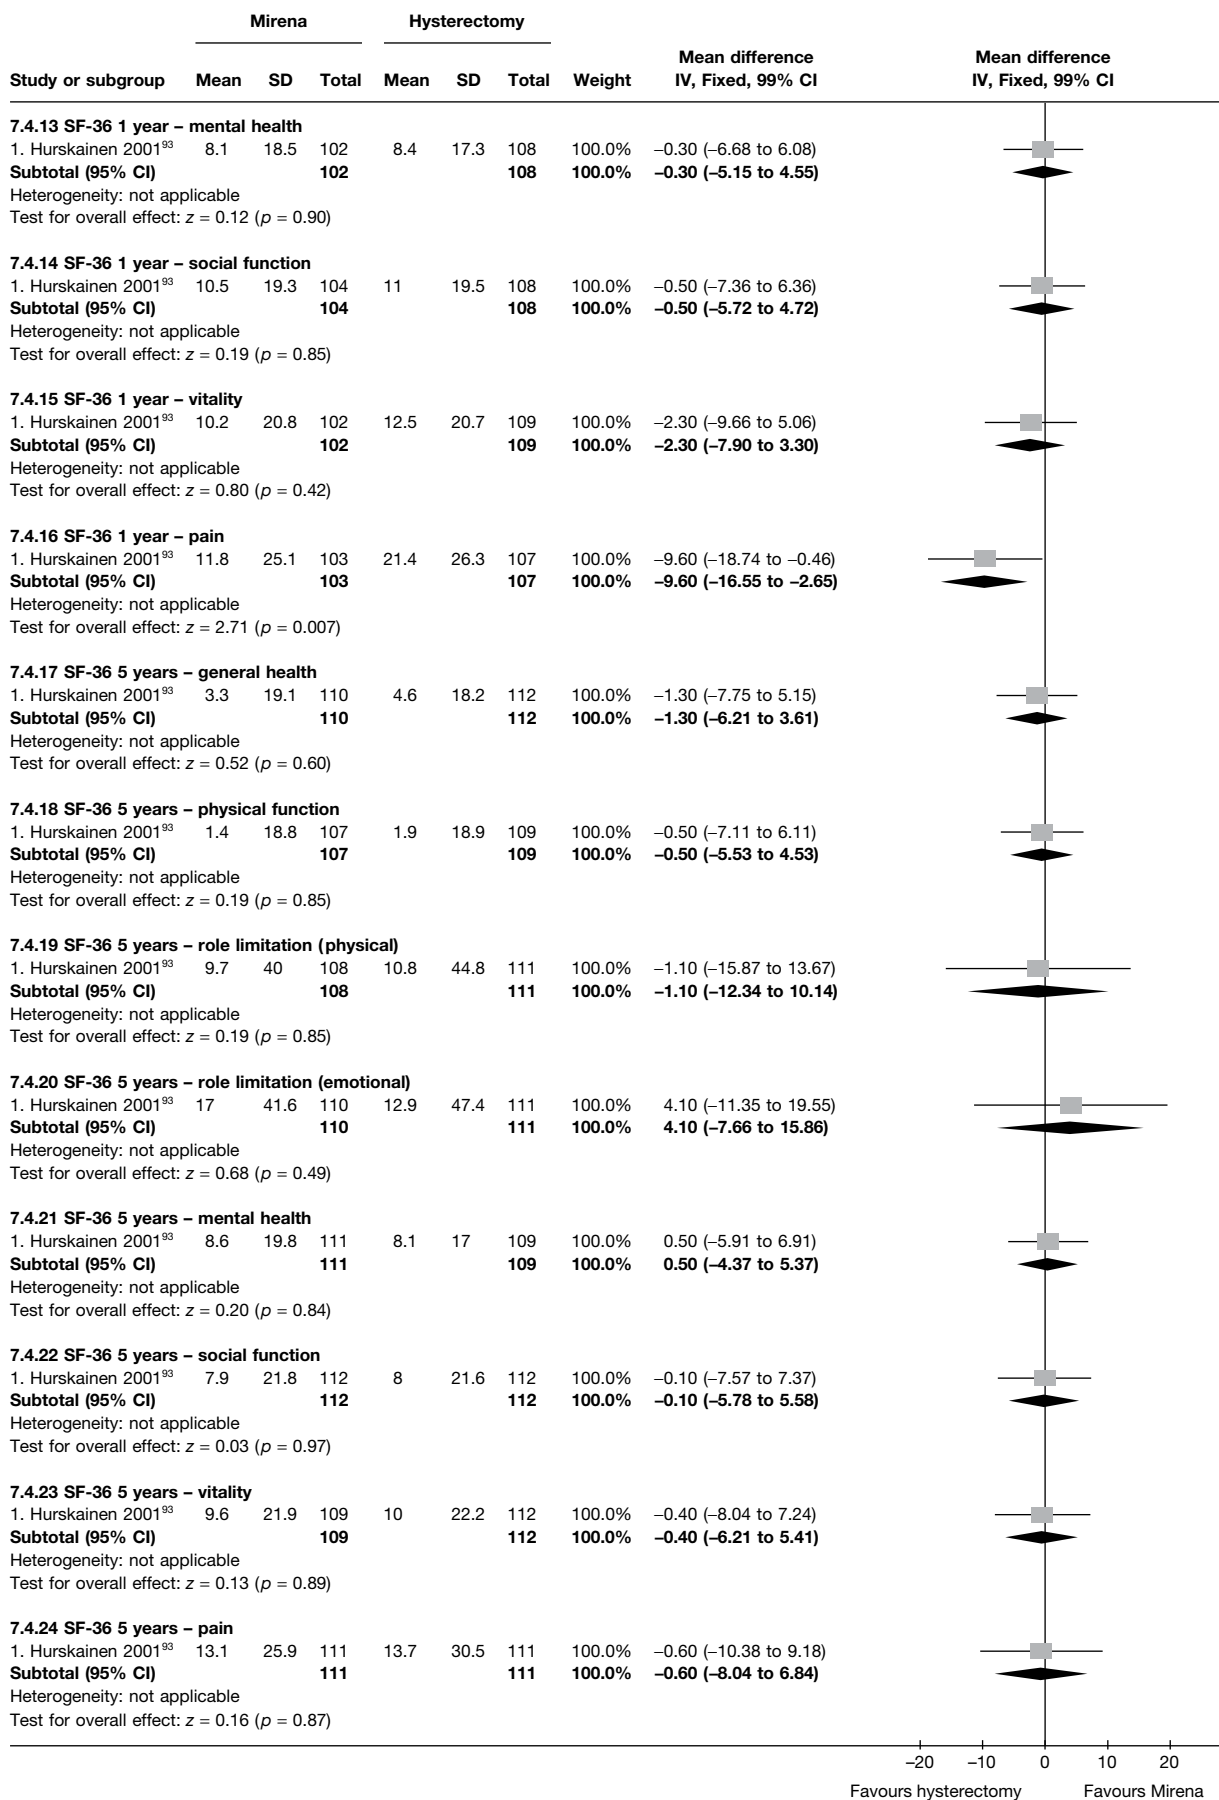 Mirena Hysterectomy
Mean difference Mean difference
Study or subgroup Mean SD Total Mean SD Total Weight IV, Fixed, 99% CI IV, Fixed, 99% CI
7.4.13 SF-36 1 year – mental health
1. Hurskainen 2001⁹³ 8.1 18.5 102 8.4 17.3 108 100.0% –0.30 (–6.68 to 6.08)
Subtotal (95% CI) 102 108 100.0% –0.30 (–5.15 to 4.55)
Heterogeneity: not applicable
Test for overall effect: z = 0.12 (p = 0.90)
7.4.14 SF-36 1 year – social function
1. Hurskainen 2001⁹³ 10.5 19.3 104 11 19.5 108 100.0% –0.50 (–7.36 to 6.36)
Subtotal (95% CI) 104 108 100.0% –0.50 (–5.72 to 4.72)
Heterogeneity: not applicable
Test for overall effect: z = 0.19 (p = 0.85)
7.4.15 SF-36 1 year – vitality
1. Hurskainen 2001⁹³ 10.2 20.8 102 12.5 20.7 109 100.0% –2.30 (–9.66 to 5.06)
Subtotal (95% CI) 102 109 100.0% –2.30 (–7.90 to 3.30)
Heterogeneity: not applicable
Test for overall effect: z = 0.80 (p = 0.42)
7.4.16 SF-36 1 year – pain
1. Hurskainen 2001⁹³ 11.8 25.1 103 21.4 26.3 107 100.0% –9.60 (–18.74 to –0.46)
Subtotal (95% CI) 103 107 100.0% –9.60 (–16.55 to –2.65)
Heterogeneity: not applicable
Test for overall effect: z = 2.71 (p = 0.007)
7.4.17 SF-36 5 years – general health
1. Hurskainen 2001⁹³ 3.3 19.1 110 4.6 18.2 112 100.0% –1.30 (–7.75 to 5.15)
Subtotal (95% CI) 110 112 100.0% –1.30 (–6.21 to 3.61)
Heterogeneity: not applicable
Test for overall effect: z = 0.52 (p = 0.60)
7.4.18 SF-36 5 years – physical function
1. Hurskainen 2001⁹³ 1.4 18.8 107 1.9 18.9 109 100.0% –0.50 (–7.11 to 6.11)
Subtotal (95% CI) 107 109 100.0% –0.50 (–5.53 to 4.53)
Heterogeneity: not applicable
Test for overall effect: z = 0.19 (p = 0.85)
7.4.19 SF-36 5 years – role limitation (physical)
1. Hurskainen 2001⁹³ 9.7 40 108 10.8 44.8 111 100.0% –1.10 (–15.87 to 13.67)
Subtotal (95% CI) 108 111 100.0% –1.10 (–12.34 to 10.14)
Heterogeneity: not applicable
Test for overall effect: z = 0.19 (p = 0.85)
7.4.20 SF-36 5 years – role limitation (emotional)
1. Hurskainen 2001⁹³ 17 41.6 110 12.9 47.4 111 100.0% 4.10 (–11.35 to 19.55)
Subtotal (95% CI) 110 111 100.0% 4.10 (–7.66 to 15.86)
Heterogeneity: not applicable
Test for overall effect: z = 0.68 (p = 0.49)
7.4.21 SF-36 5 years – mental health
1. Hurskainen 2001⁹³ 8.6 19.8 111 8.1 17 109 100.0% 0.50 (–5.91 to 6.91)
Subtotal (95% CI) 111 109 100.0% 0.50 (–4.37 to 5.37)
Heterogeneity: not applicable
Test for overall effect: z = 0.20 (p = 0.84)
7.4.22 SF-36 5 years – social function
1. Hurskainen 2001⁹³ 7.9 21.8 112 8 21.6 112 100.0% –0.10 (–7.57 to 7.37)
Subtotal (95% CI) 112 112 100.0% –0.10 (–5.78 to 5.58)
Heterogeneity: not applicable
Test for overall effect: z = 0.03 (p = 0.97)
7.4.23 SF-36 5 years – vitality
1. Hurskainen 2001⁹³ 9.6 21.9 109 10 22.2 112 100.0% –0.40 (–8.04 to 7.24)
Subtotal (95% CI) 109 112 100.0% –0.40 (–6.21 to 5.41)
Heterogeneity: not applicable
Test for overall effect: z = 0.13 (p = 0.89)
7.4.24 SF-36 5 years – pain
1. Hurskainen 2001⁹³ 13.1 25.9 111 13.7 30.5 111 100.0% –0.60 (–10.38 to 9.18)
Subtotal (95% CI) 111 111 100.0% –0.60 (–8.04 to 6.84)
Heterogeneity: not applicable
Test for overall effect: z = 0.16 (p = 0.87)
–20 –10 0 10 20
Favours hysterectomy Favours Mirena